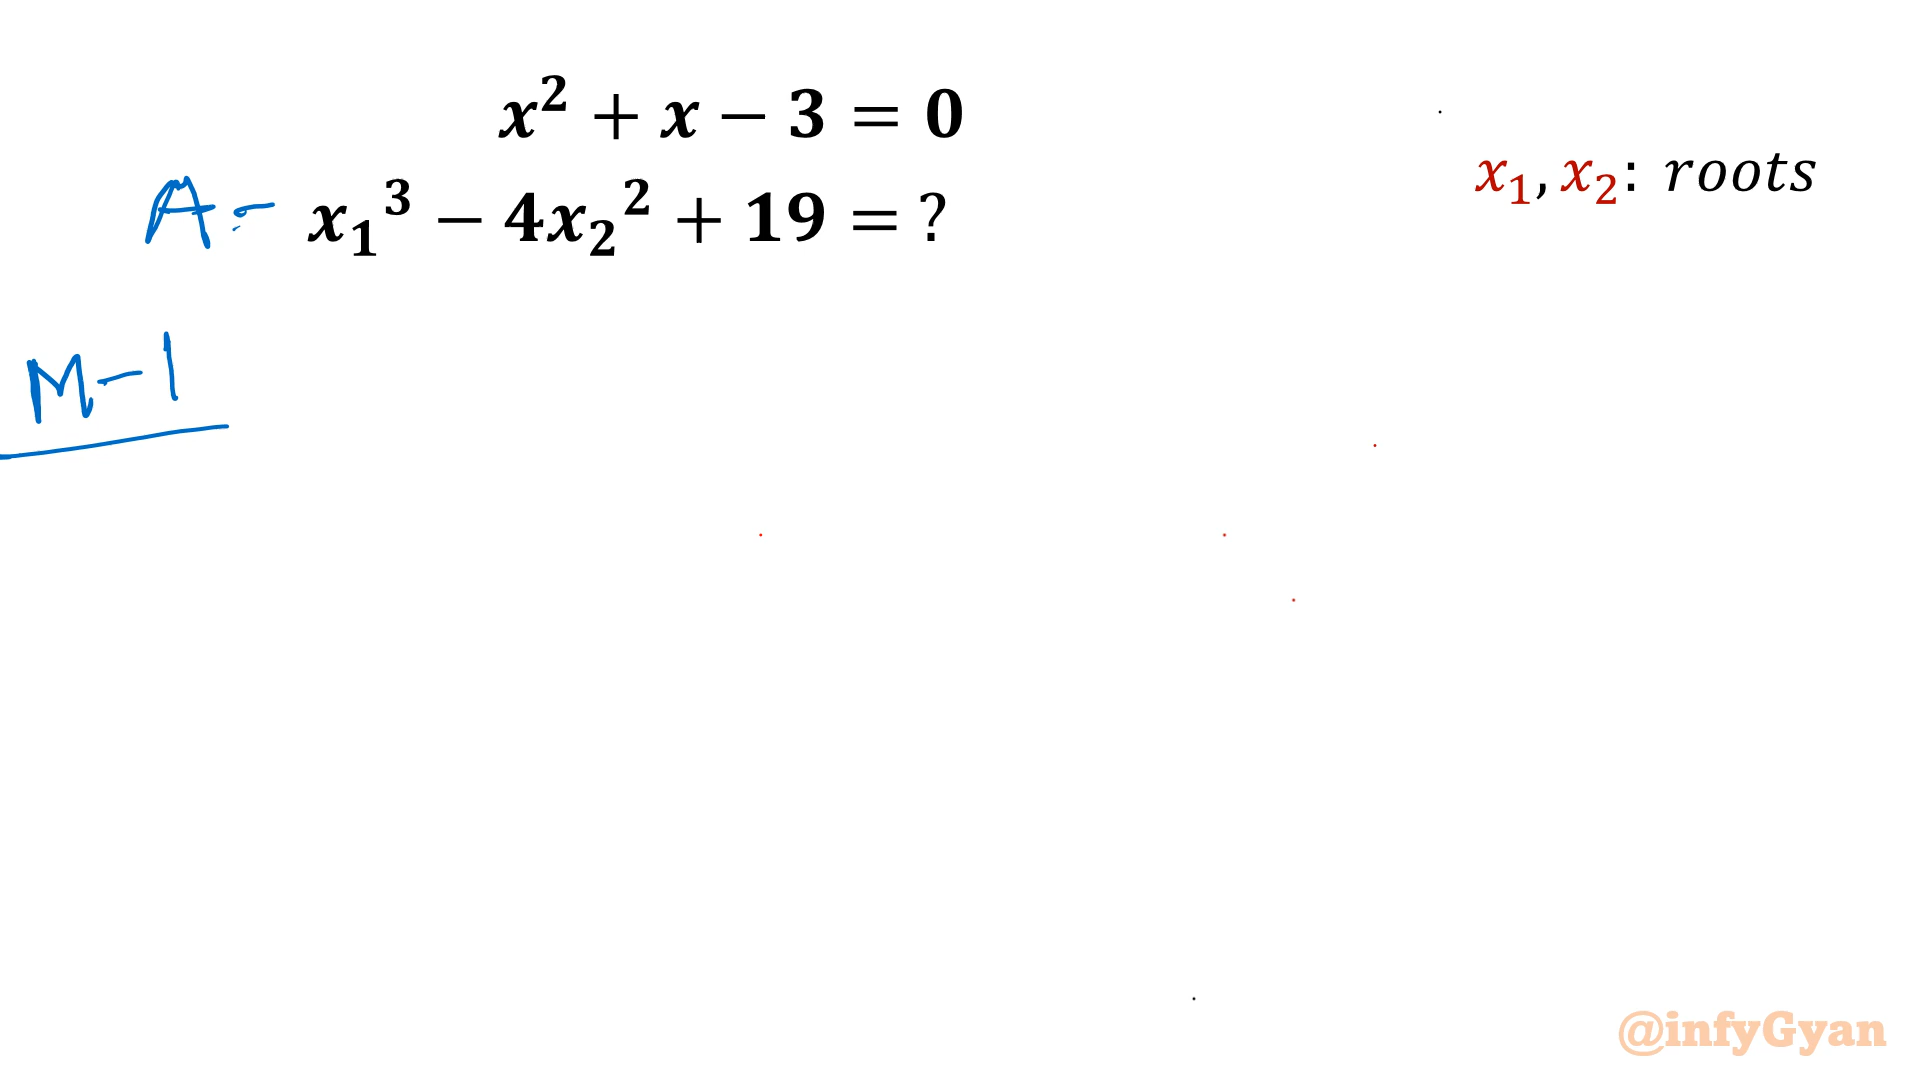 x² + x − 3 = 0
A = x₁³ − 4x₂² + 19 = ?
x₁, x₂: roots
M-1
@infyGyan